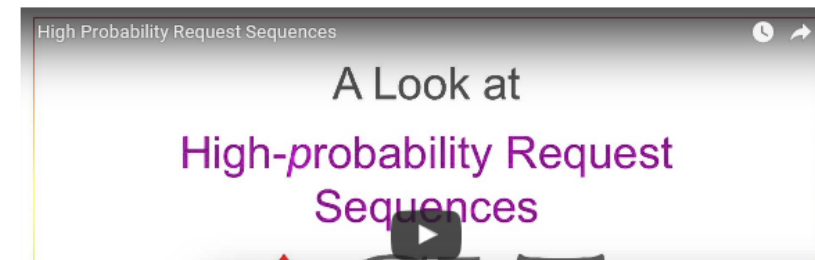 High Probability Request Sequences
A Look at
High-probability Request
Sequences